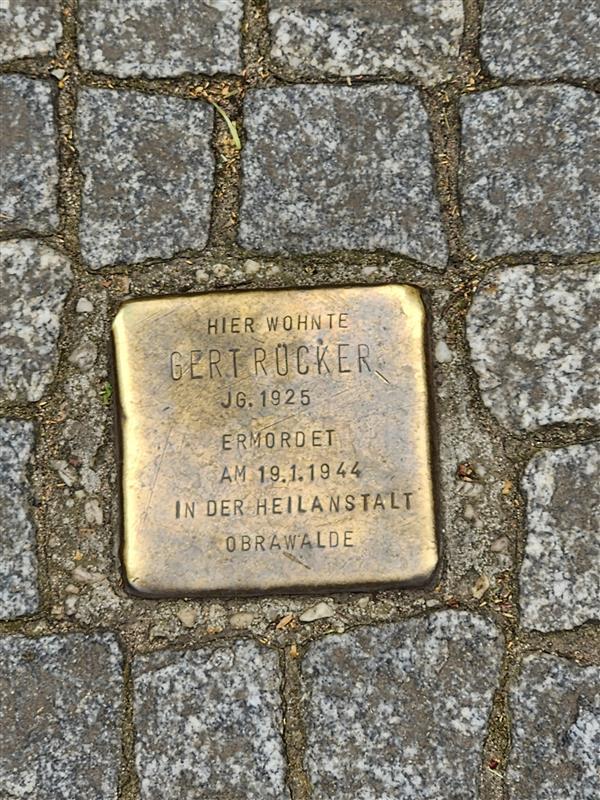 HIER WOHNTE
GERT RÜCKER
JG. 1925
ERMORDET
AM 19.1.1944
IN DER HEILANSTALT
OBRAWALDE